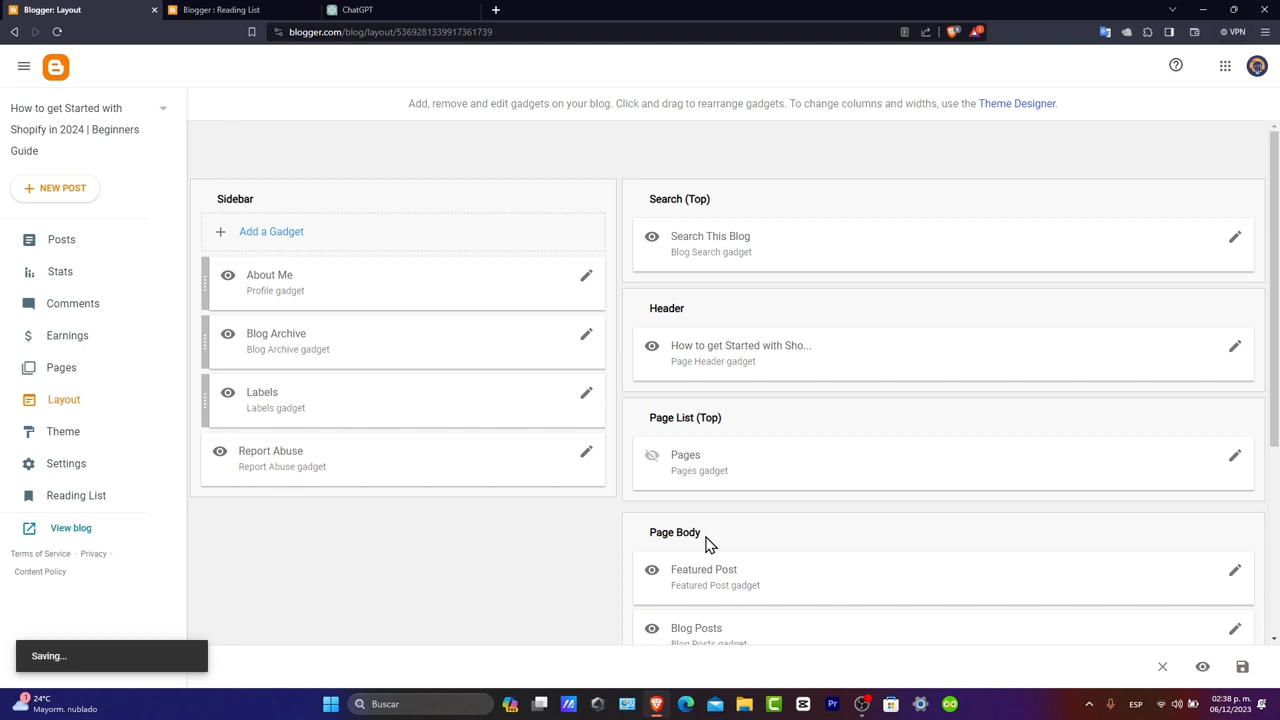 Blogger: Layout
Blogger : Reading List
ChatGPT
blogger.com/blog/layout/5369281339917361739
VPN
Add, remove and edit gadgets on your blog. Click and drag to rearrange gadgets. To change columns and widths, use the Theme Designer.
How to get Started with
Shopify in 2024 | Beginners
Guide
NEW POST
Posts
Stats
Comments
Earnings
Pages
Layout
Theme
Settings
Reading List
View blog
Terms of Service · Privacy ·
Content Policy
Saving...
Sidebar
Add a Gadget
About Me
Profile gadget
Blog Archive
Blog Archive gadget
Labels
Labels gadget
Report Abuse
Report Abuse gadget
Search (Top)
Search This Blog
Blog Search gadget
Header
How to get Started with Sho...
Page Header gadget
Page List (Top)
Pages
Pages gadget
Page Body
Featured Post
Featured Post gadget
Blog Posts
Blog Posts gadget
24°C
Mayorm. nublado
Buscar
ESP
02:38 p. m.
06/12/2023